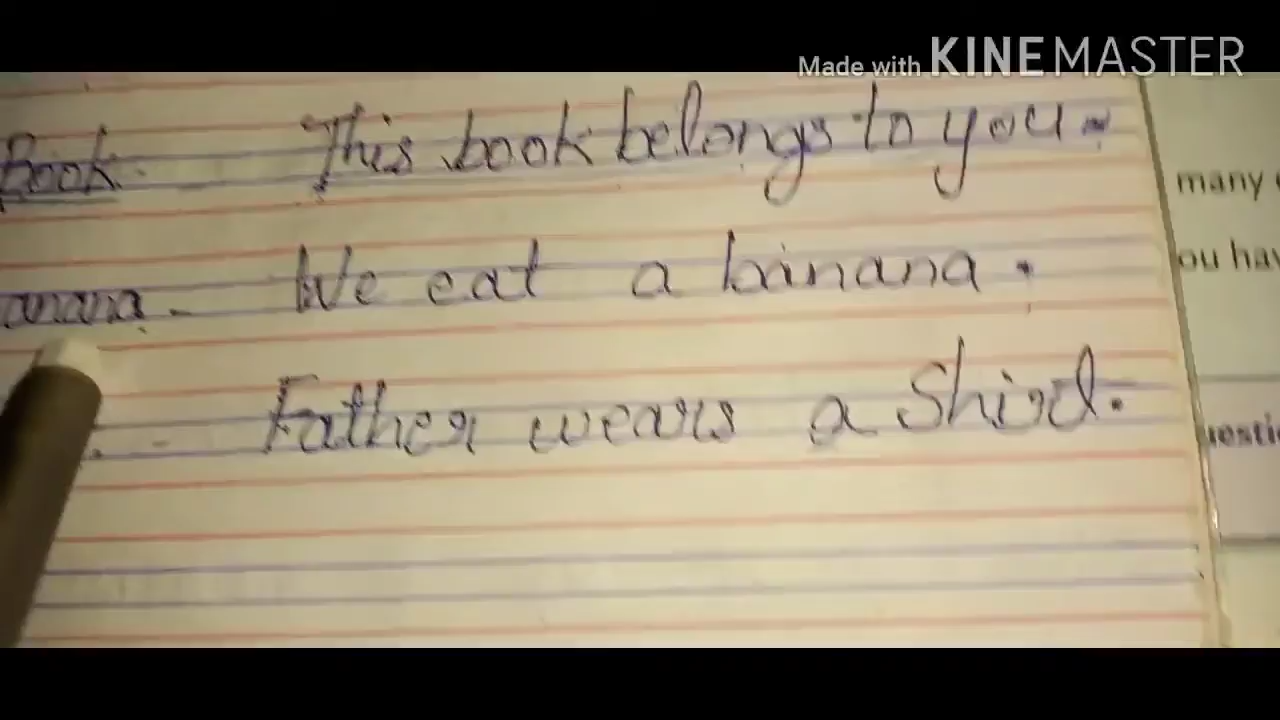 Made with KINEMASTER
Book. This book belongs to you.
many
ou hav
anana. - We eat a banana.
Father wears a Shirt.
uestio